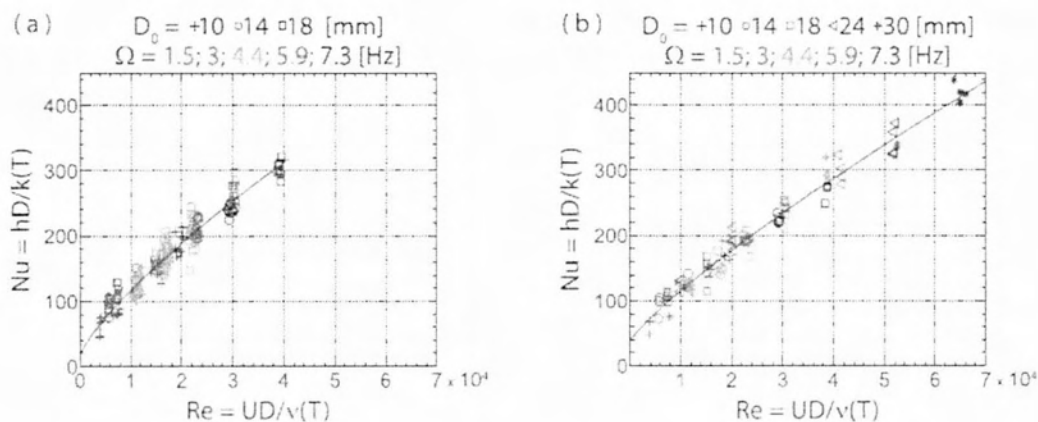 (a) D₀ = +10 ○14 □18 [mm]
Ω = 1.5; 3; 4.4; 5.9; 7.3 [Hz]
400
300
200
100
0
Nu = hD/k(T)
0 1 2 3 4 5 6 7 × 10⁴
Re = UD/ν(T)
(b) D₀ = +10 ○14 □18 ◁24 +30 [mm]
Ω = 1.5; 3; 4.4; 5.9; 7.3 [Hz]
400
300
200
100
0
Nu = hD/k(T)
1 2 3 4 5 6 7 × 10⁴
Re = UD/ν(T)